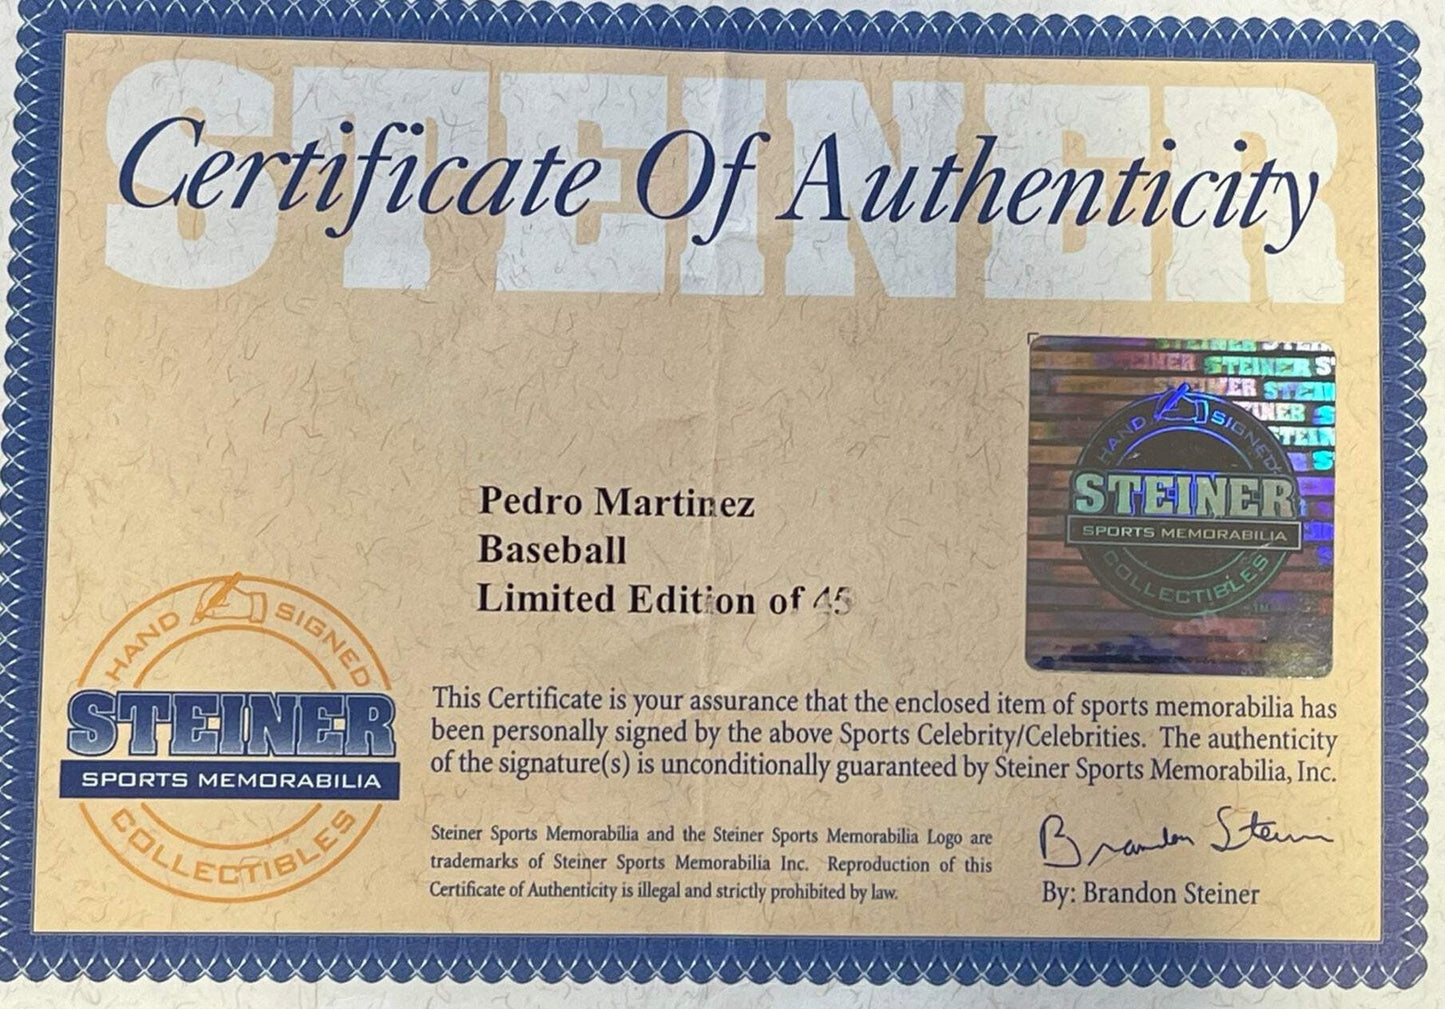 STEINER
Certificate Of Authenticity
STEINER
HAND SIGNED
STEINER
SPORTS MEMORABILIA
COLLECTIBLES
TM
Pedro Martinez
Baseball
Limited Edition of 45
HAND SIGNED
STEINER
SPORTS MEMORABILIA
COLLECTIBLES
This Certificate is your assurance that the enclosed item of sports memorabilia has
been personally signed by the above Sports Celebrity/Celebrities. The authenticity
of the signature(s) is unconditionally guaranteed by Steiner Sports Memorabilia, Inc.
Steiner Sports Memorabilia and the Steiner Sports Memorabilia Logo are
trademarks of Steiner Sports Memorabilia Inc. Reproduction of this
Certificate of Authenticity is illegal and strictly prohibited by law.
Brandon Steiner
By: Brandon Steiner